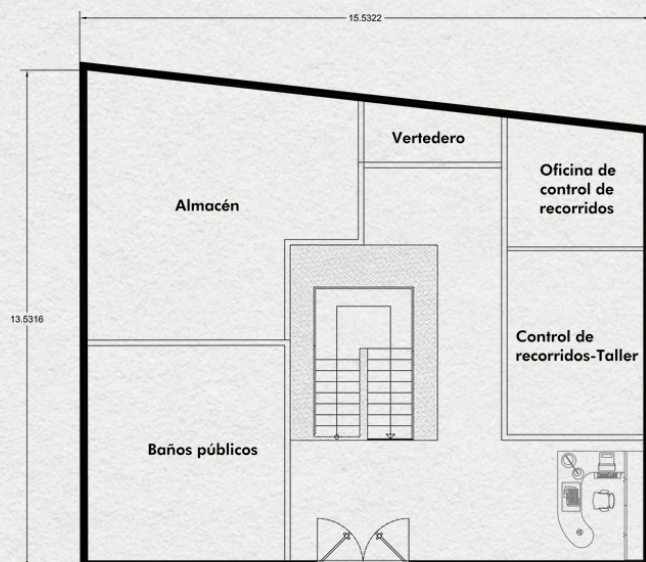 15.5322
Vertedero
Oficina de
control de
recorridos
Almacén
13.5316
Control de
recorridos-Taller
Baños públicos